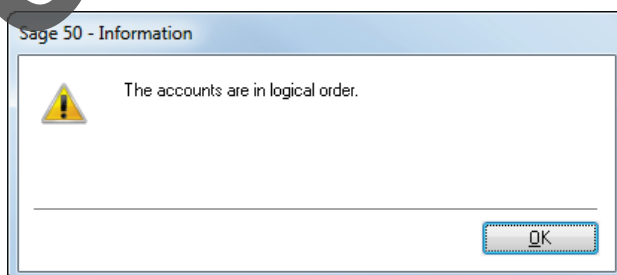 Sage 50 - Information
The accounts are in logical order.
OK